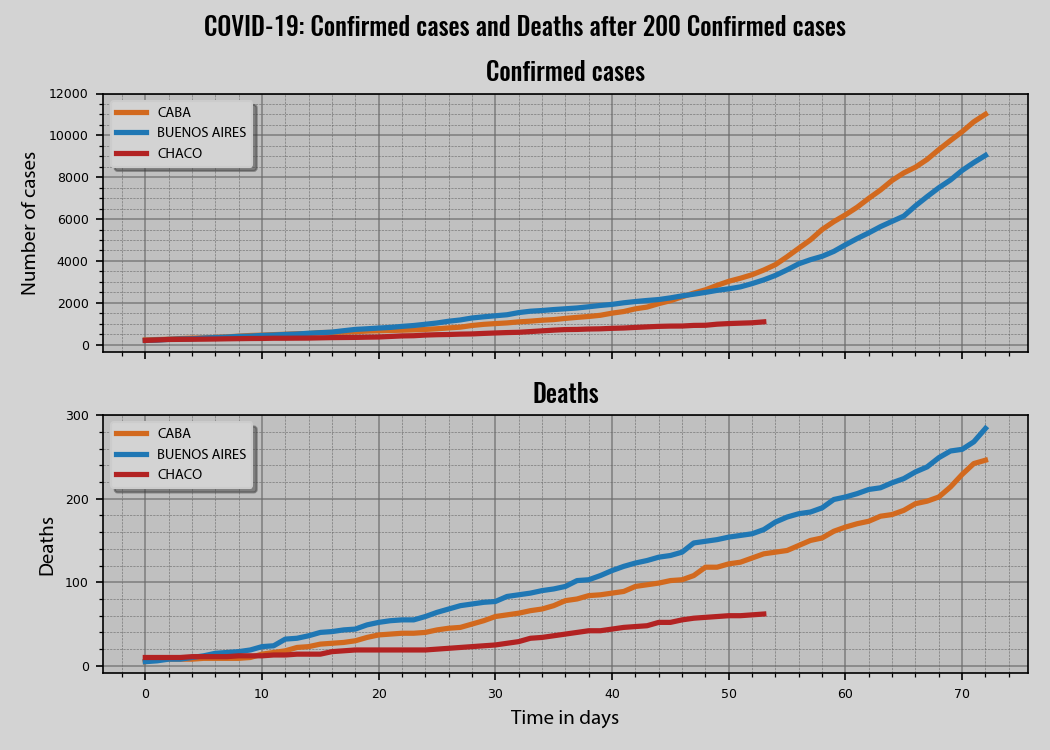 COVID-19: Confirmed cases and Deaths after 200 Confirmed cases
Confirmed cases
12000
10000
8000
6000
4000
2000
0
Number of cases
CABA
BUENOS AIRES
CHACO
Deaths
300
200
100
0
Deaths
CABA
BUENOS AIRES
CHACO
0 10 20 30 40 50 60 70
Time in days